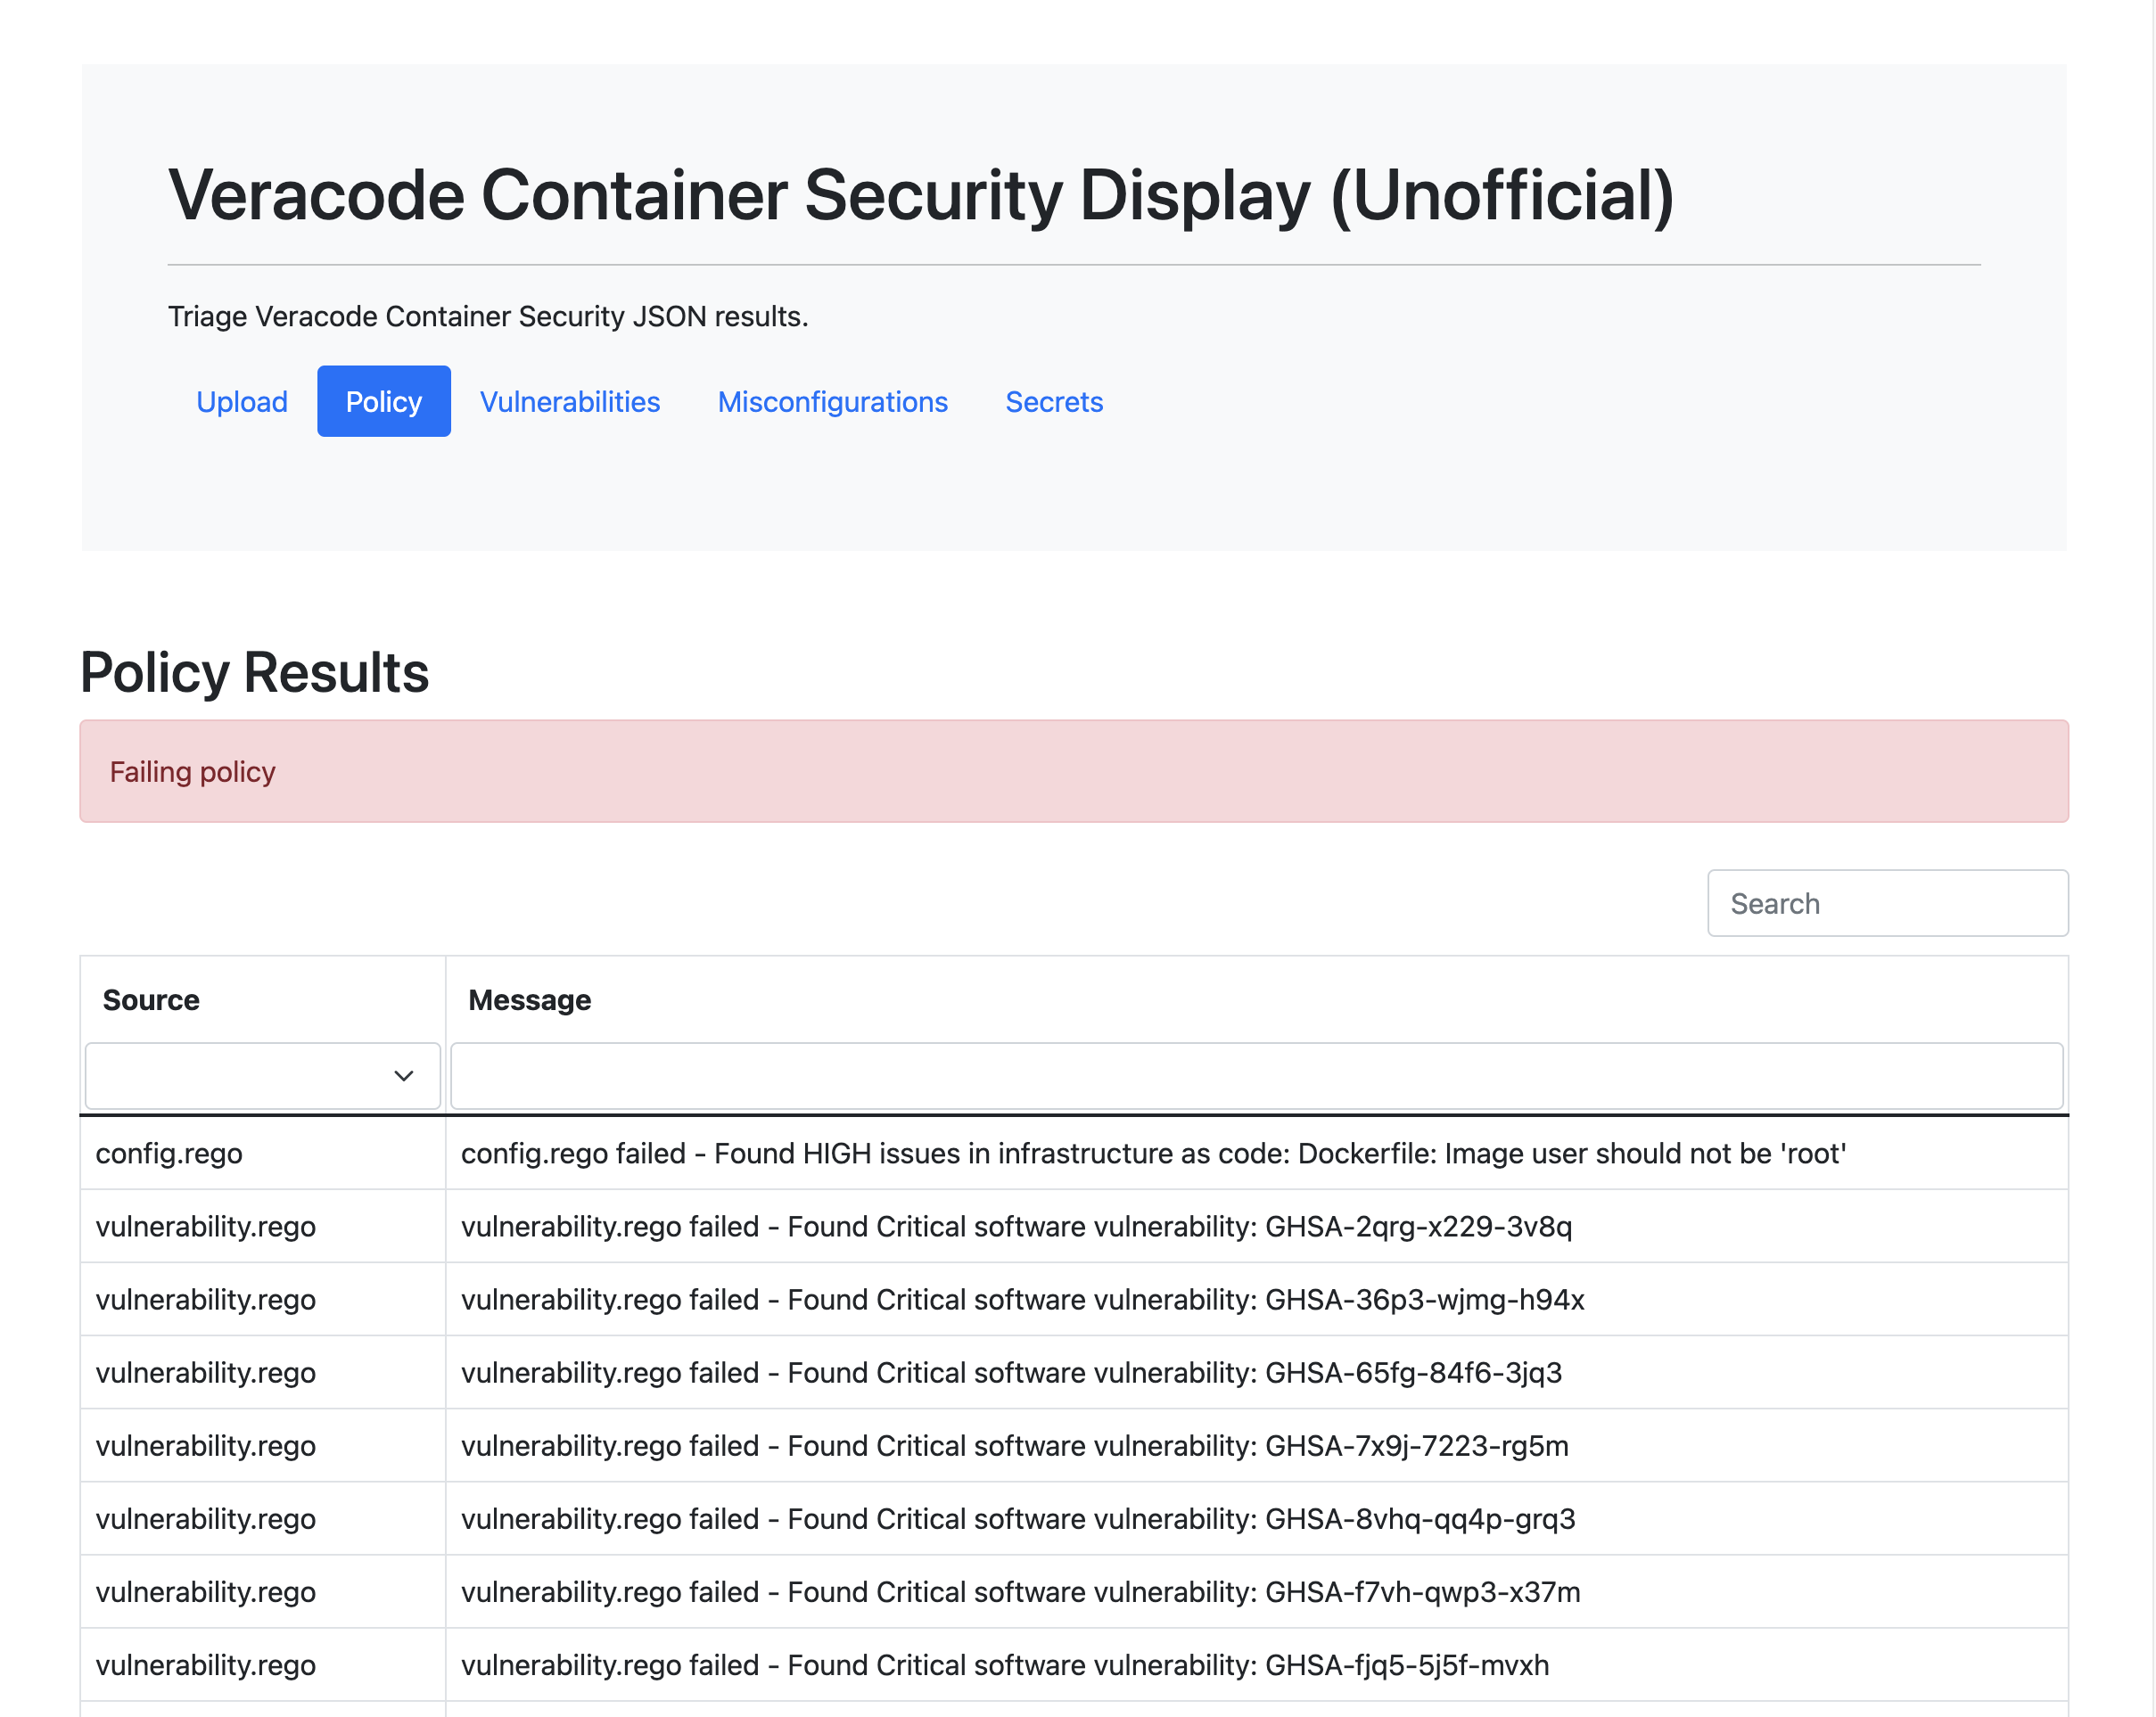 Veracode Container Security Display (Unofficial)
Triage Veracode Container Security JSON results.
Upload Policy Vulnerabilities Misconfigurations Secrets
Policy Results
Failing policy
Search
Source Message
config.rego config.rego failed - Found HIGH issues in infrastructure as code: Dockerfile: Image user should not be 'root'
vulnerability.rego vulnerability.rego failed - Found Critical software vulnerability: GHSA-2qrg-x229-3v8q
vulnerability.rego vulnerability.rego failed - Found Critical software vulnerability: GHSA-36p3-wjmg-h94x
vulnerability.rego vulnerability.rego failed - Found Critical software vulnerability: GHSA-65fg-84f6-3jq3
vulnerability.rego vulnerability.rego failed - Found Critical software vulnerability: GHSA-7x9j-7223-rg5m
vulnerability.rego vulnerability.rego failed - Found Critical software vulnerability: GHSA-8vhq-qq4p-grq3
vulnerability.rego vulnerability.rego failed - Found Critical software vulnerability: GHSA-f7vh-qwp3-x37m
vulnerability.rego vulnerability.rego failed - Found Critical software vulnerability: GHSA-fjq5-5j5f-mvxh